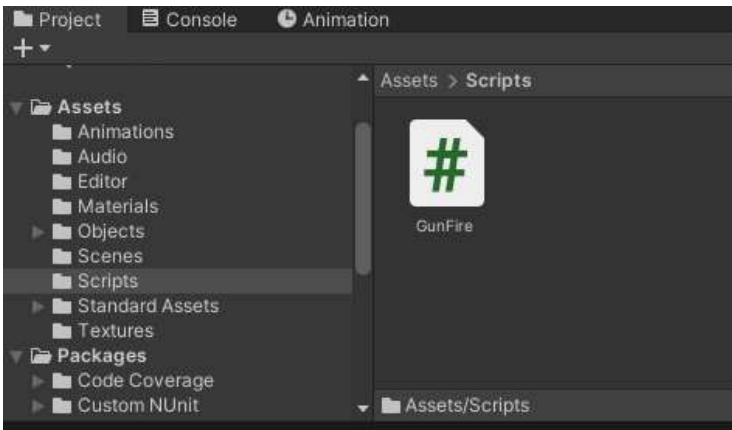 Project
Console
Animation
Assets > Scripts
Assets
Animations
Audio
Editor
Materials
Objects
Scenes
Scripts
Standard Assets
Textures
Packages
Code Coverage
Custom NUnit
#
GunFire
Assets/Scripts